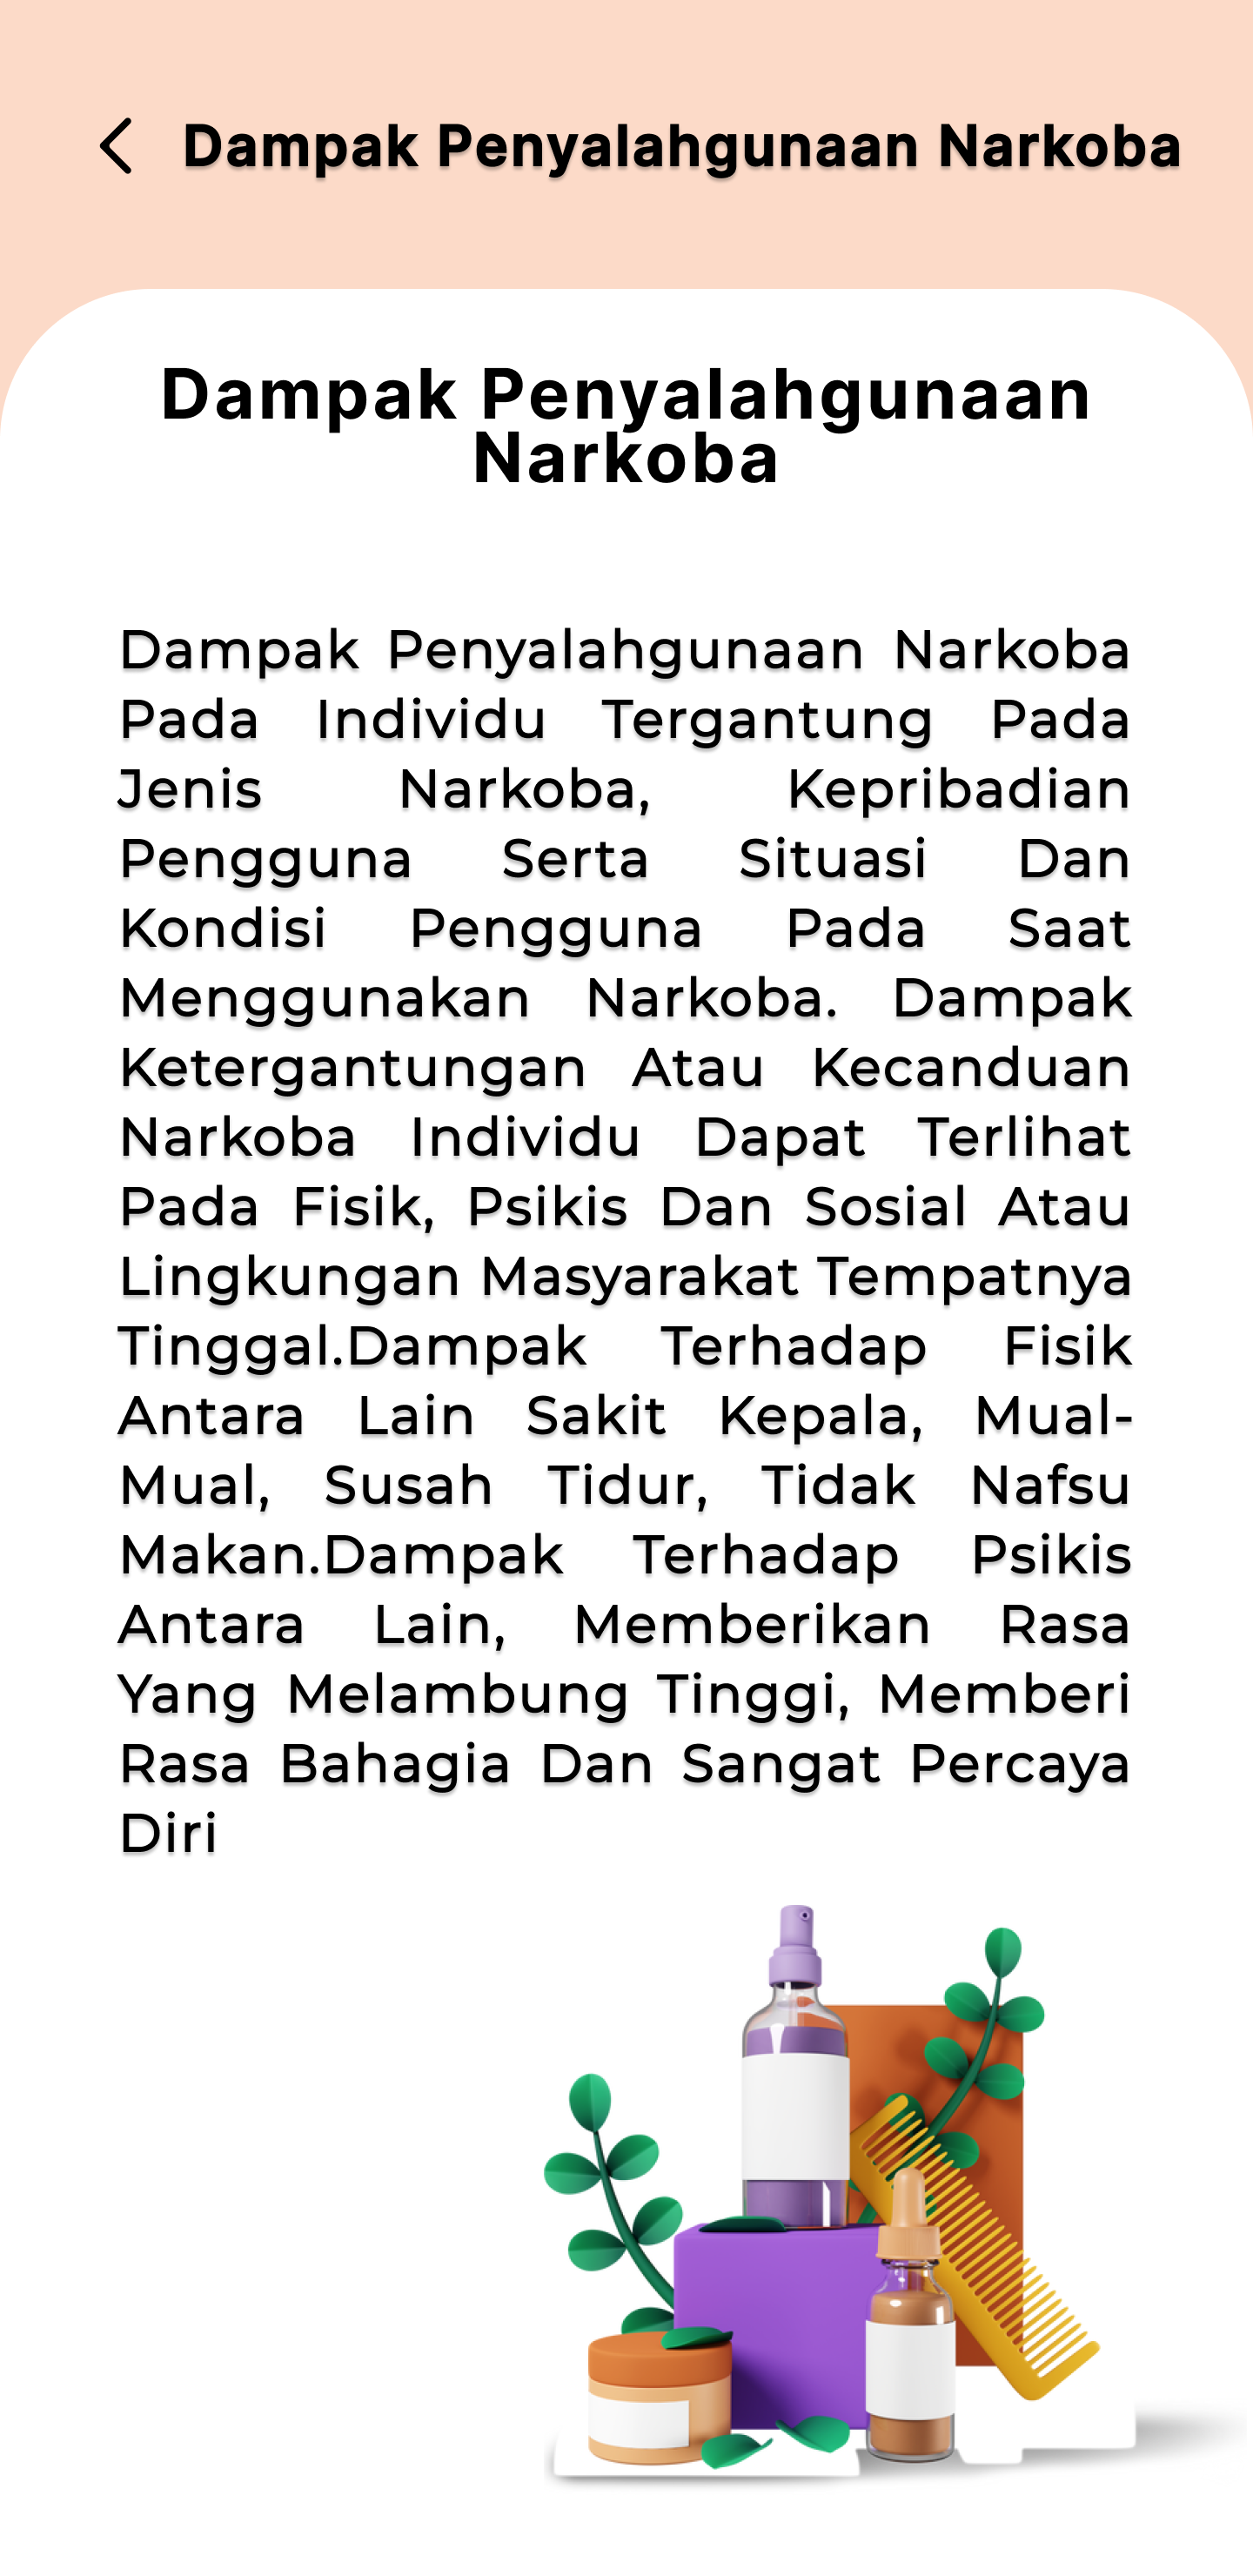 Dampak Penyalahgunaan Narkoba
Dampak Penyalahgunaan
Narkoba
Dampak Penyalahgunaan Narkoba
Pada Individu Tergantung Pada
Jenis Narkoba, Kepribadian
Pengguna Serta Situasi Dan
Kondisi Pengguna Pada Saat
Menggunakan Narkoba. Dampak
Ketergantungan Atau Kecanduan
Narkoba Individu Dapat Terlihat
Pada Fisik, Psikis Dan Sosial Atau
Lingkungan Masyarakat Tempatnya
Tinggal.Dampak Terhadap Fisik
Antara Lain Sakit Kepala, Mual-
Mual, Susah Tidur, Tidak Nafsu
Makan.Dampak Terhadap Psikis
Antara Lain, Memberikan Rasa
Yang Melambung Tinggi, Memberi
Rasa Bahagia Dan Sangat Percaya
Diri